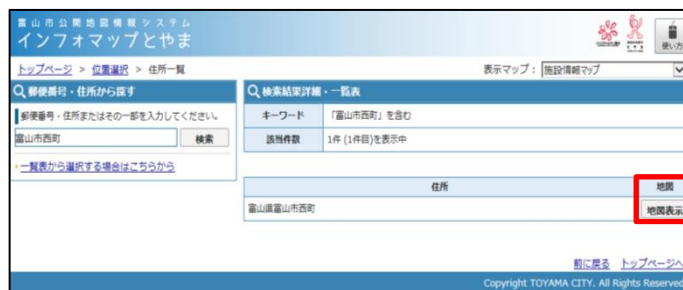 富山市公開地図情報システム
インフォマップとやま
使い方
トップページ > 位置選択 > 住所一覧
表示マップ： 施設情報マップ
郵便番号・住所から探す
郵便番号・住所またはその一部を入力してください。
富山市西町 検索
一覧表から選択する場合はこちらから
検索結果詳細・一覧表
キーワード 「富山市西町」を含む
該当件数 1件 (1件目)を表示中
住所 地図
富山県富山市西町 地図表示
前に戻る トップページへ
Copyright TOYAMA CITY. All Rights Reserved